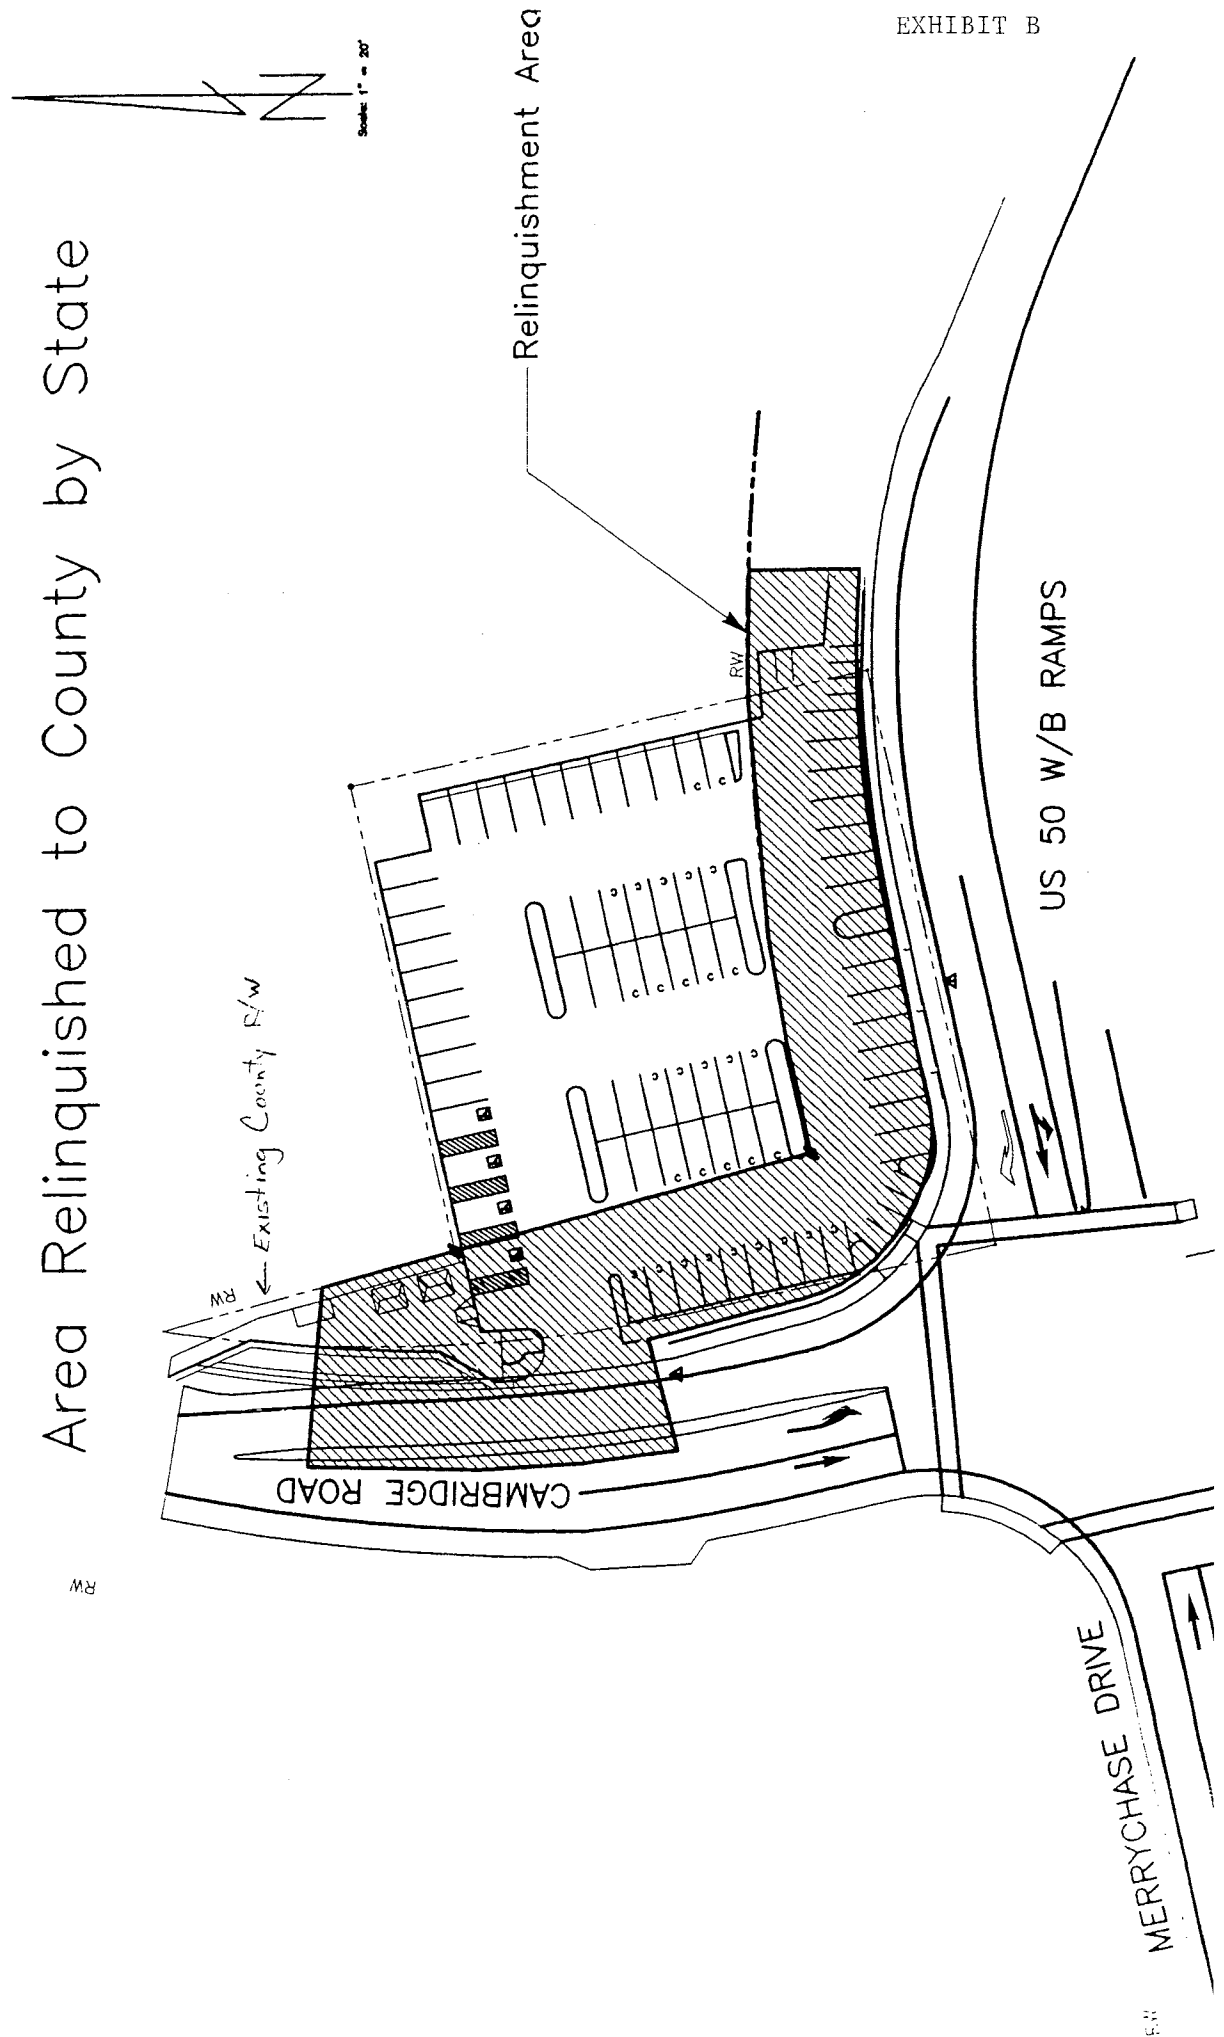 EXHIBIT B
Area Relinquished to County by State
Scale: 1" = 20'
N
Relinquishment Area
← Existing County R/W
RW
RW
RW
CAMBRIDGE ROAD
US 50 W/B RAMPS
MERRYCHASE DRIVE
C C
C C C C C C
C C C C C C
C C C C C C
C C C C C